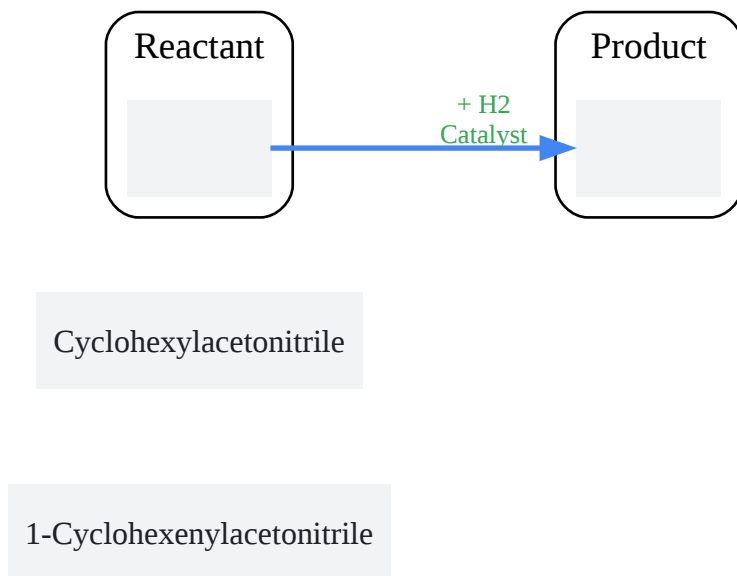 Reactant
Product
+ H2
Catalyst
Cyclohexylacetonitrile
1-Cyclohexenylacetonitrile